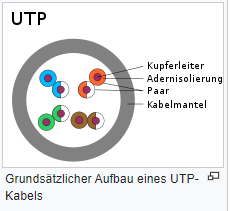 UTP
Kupferleiter
Adernisolierung
Paar
Kabelmantel
Grundsätzlicher Aufbau eines UTP-
Kabels